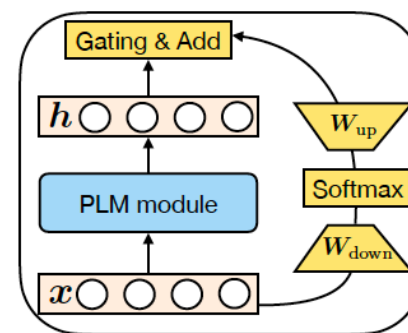 Gating & Add
h
W_up
Softmax
PLM module
W_down
x